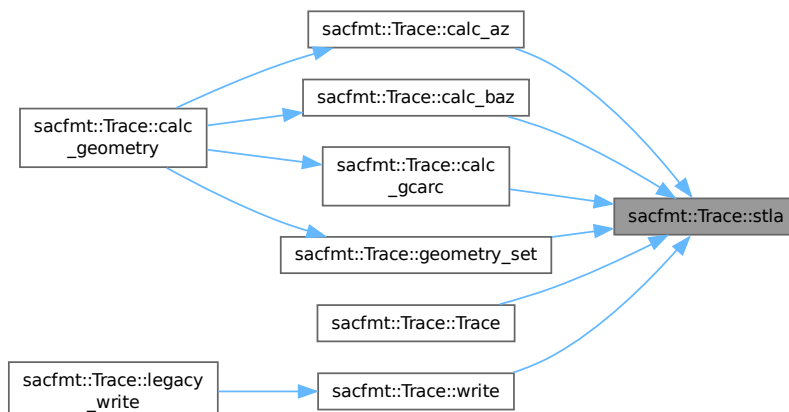 sacfmt::Trace::calc_az
sacfmt::Trace::calc_baz
sacfmt::Trace::calc
_geometry
sacfmt::Trace::calc
_gcarc
sacfmt::Trace::stla
sacfmt::Trace::geometry_set
sacfmt::Trace::Trace
sacfmt::Trace::legacy
_write
sacfmt::Trace::write